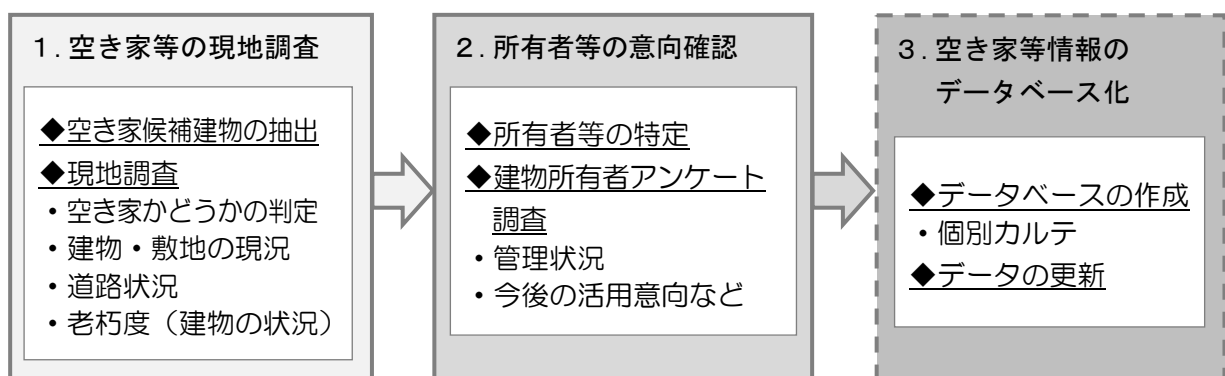 １．空き家等の現地調査
◆空き家候補建物の抽出
◆現地調査
・空き家かどうかの判定
・建物・敷地の現況
・道路状況
・老朽度（建物の状況）
２．所有者等の意向確認
◆所有者等の特定
◆建物所有者アンケート
調査
・管理状況
・今後の活用意向など
３．空き家等情報の
データベース化
◆データベースの作成
・個別カルテ
◆データの更新